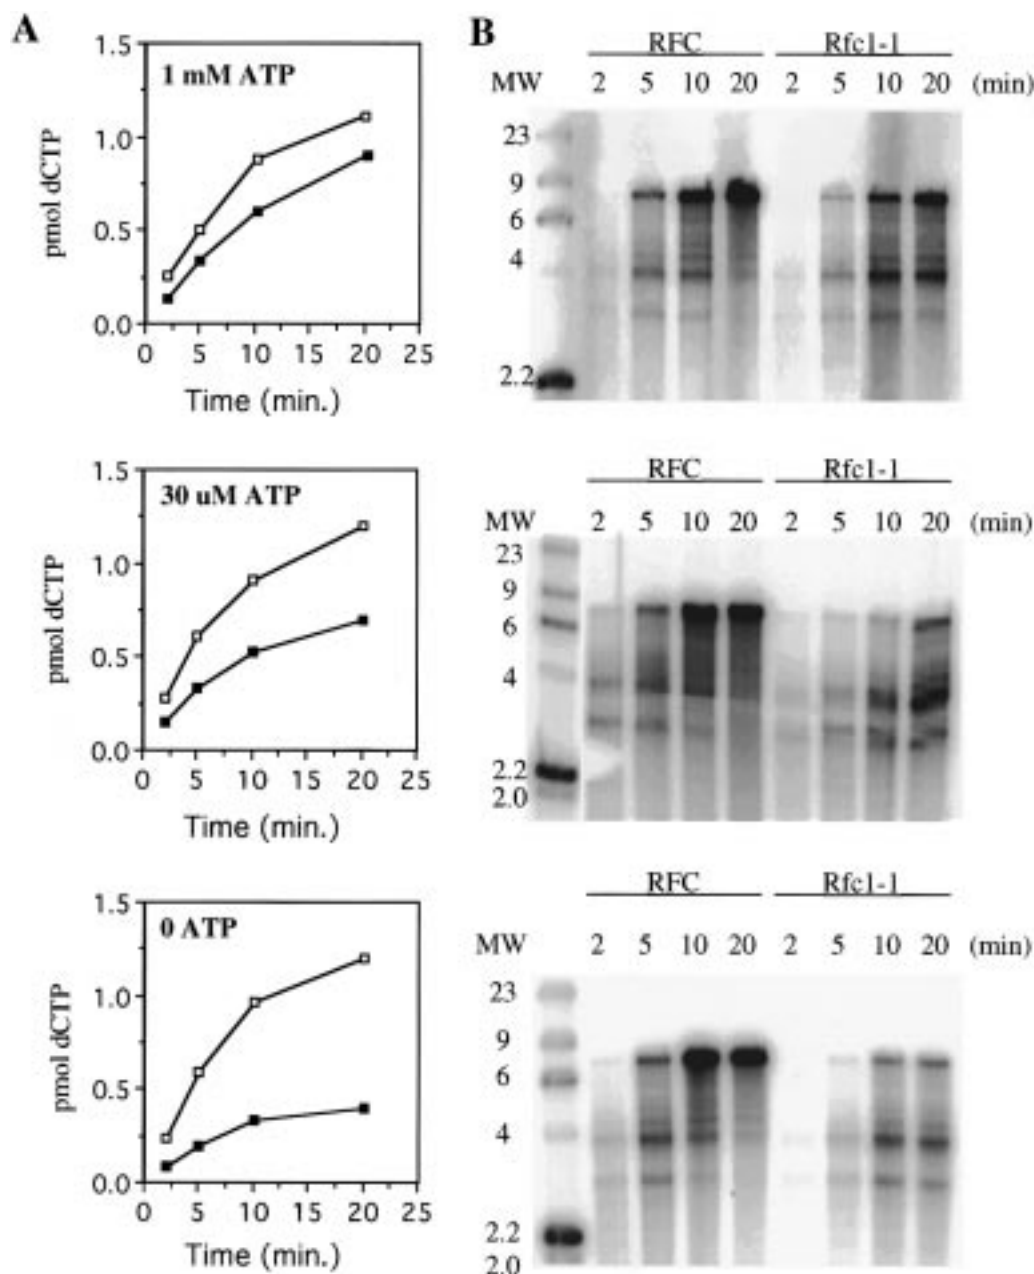 A
1.5
1 mM ATP
1.0
0.5
0.0
pmol dCTP
0 5 10 15 20 25
Time (min.)
B
RFC Rfc1-1
MW 2 5 10 20 2 5 10 20 (min)
23
9
6
4
2.2
1.5
30 uM ATP
1.0
0.5
0.0
pmol dCTP
0 5 10 15 20 25
Time (min.)
RFC Rfc1-1
MW 2 5 10 20 2 5 10 20 (min)
23
9
6
4
2.2
2.0
1.5
0 ATP
1.0
0.5
0.0
pmol dCTP
0 5 10 15 20 25
Time (min.)
RFC Rfc1-1
MW 2 5 10 20 2 5 10 20 (min)
23
9
6
4
2.2
2.0